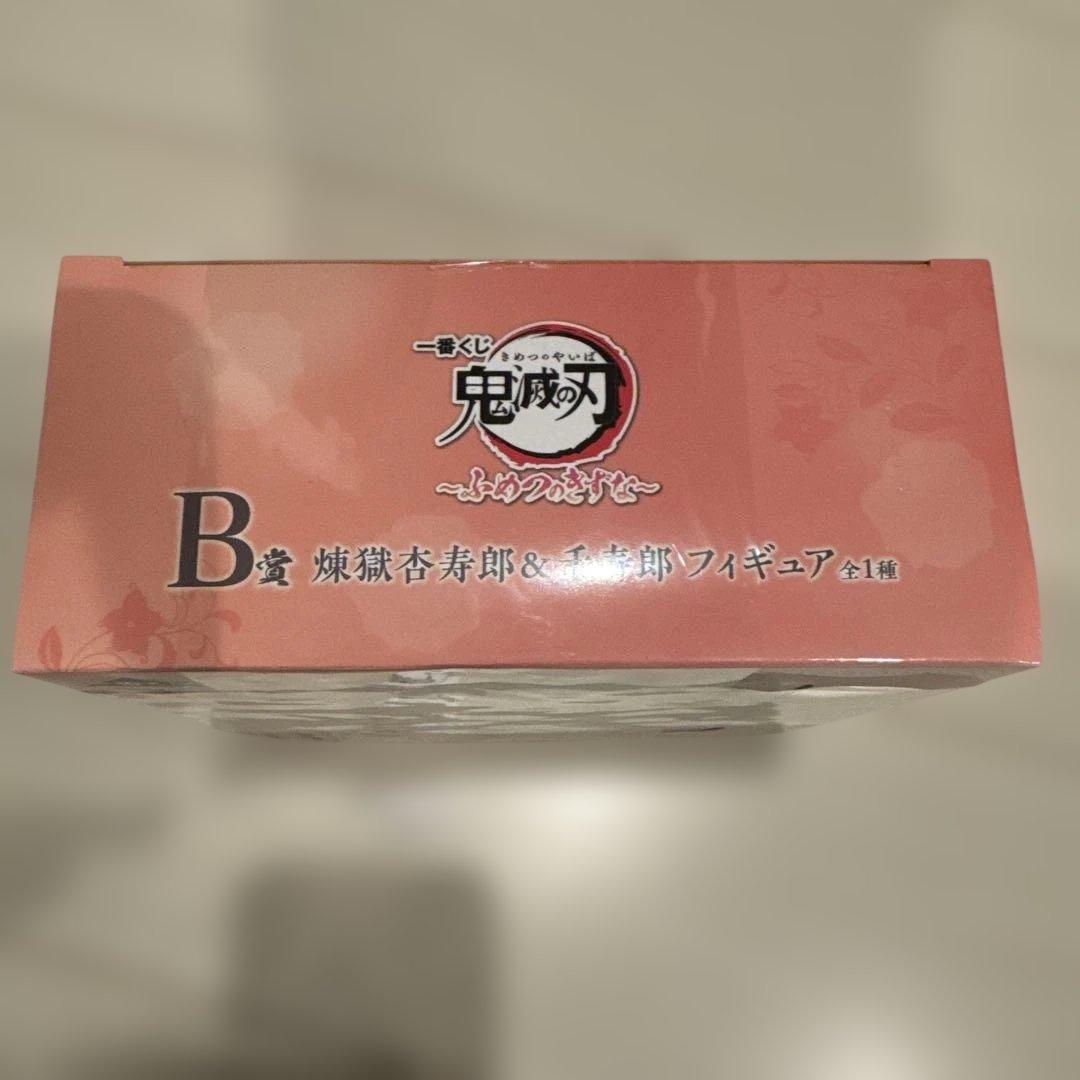 一番くじ
きめつのやいば
鬼滅の刃
~ふめつのきずな~
B賞 煉獄杏寿郎&千寿郎 フィギュア 全1種